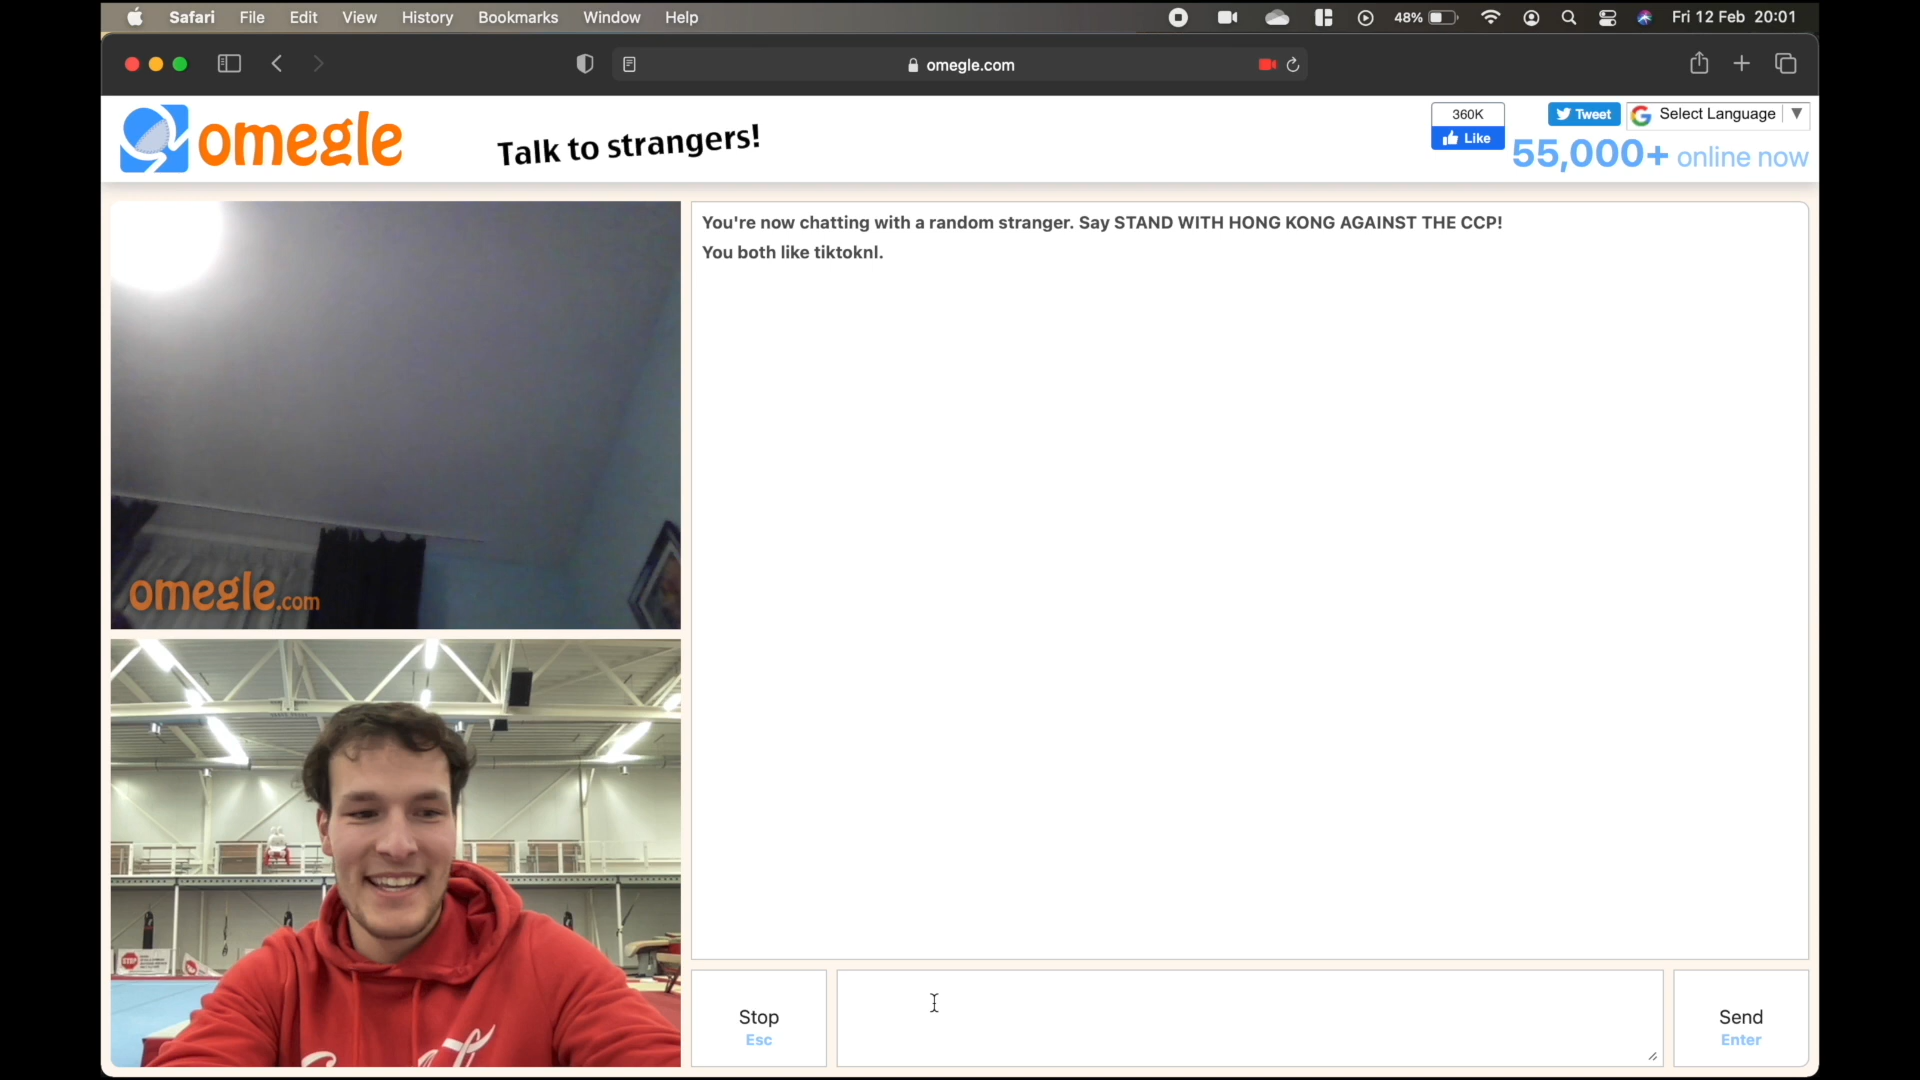 Safari File Edit View History Bookmarks Window Help
48%
Fri 12 Feb 20:01
omegle.com
omegle
Talk to strangers!
360K
Like
Tweet
Select Language
55,000+ online now
You're now chatting with a random stranger. Say STAND WITH HONG KONG AGAINST THE CCP!
You both like tiktoknl.
omegle.com
STOP
Stop
Esc
Send
Enter